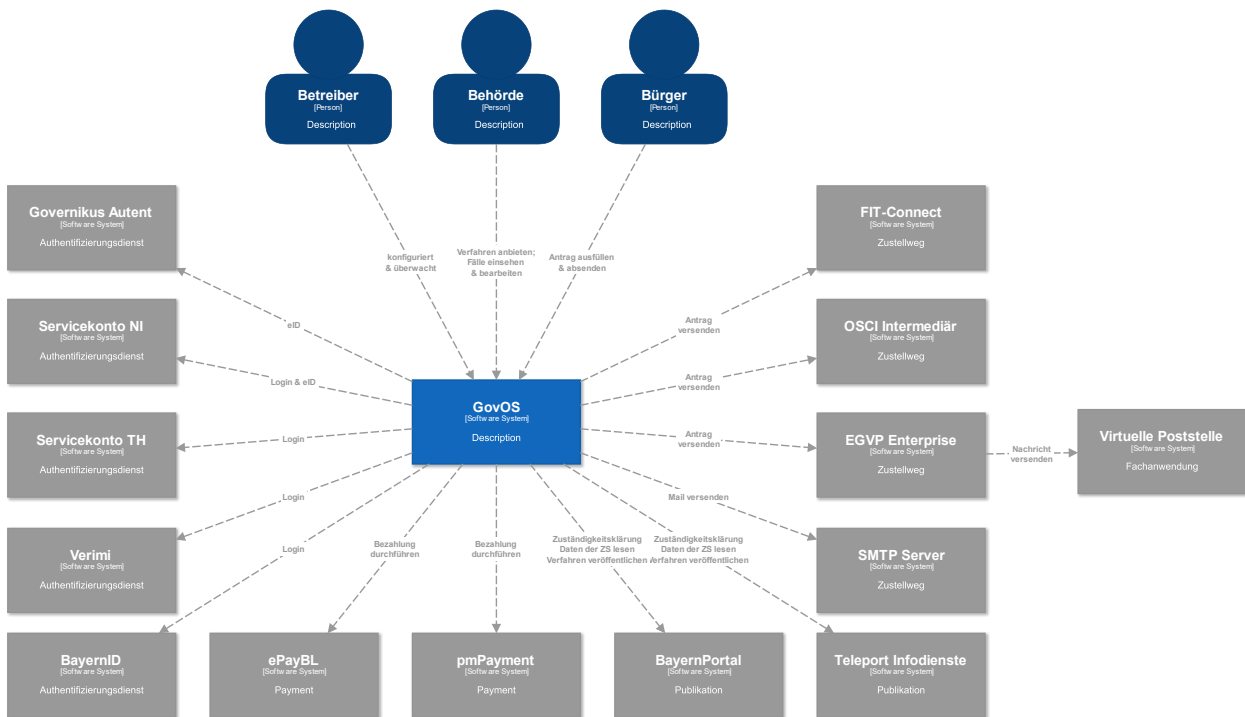 Betreiber
[Person]
Description
Behörde
[Person]
Description
Bürger
[Person]
Description
Governikus Autent
[Software System]
Authentifizierungsdienst
FIT-Connect
[Software System]
Zustellweg
konfiguriert
& überwacht
Verfahren anbieten;
Fälle einsehen
& bearbeiten
Antrag ausfüllen
& absenden
Servicekonto NI
[Software System]
Authentifizierungsdienst
eID
Antrag
versenden
OSCI Intermediär
[Software System]
Zustellweg
Login & eID
Antrag
versenden
GovOS
[Software System]
Description
Servicekonto TH
[Software System]
Authentifizierungsdienst
Login
Antrag
versenden
EGVP Enterprise
[Software System]
Zustellweg
Nachricht
versenden
Virtuelle Poststelle
[Software System]
Fachanwendung
Login
Mail versenden
Verimi
[Software System]
Authentifizierungsdienst
Login
Bezahlung
durchführen
Bezahlung
durchführen
Zuständigkeitsklärung
Daten der ZS lesen
Verfahren veröffentlichen
Zuständigkeitsklärung
Daten der ZS lesen
Verfahren veröffentlichen
SMTP Server
[Software System]
Zustellweg
BayernID
[Software System]
Authentifizierungsdienst
ePayBL
[Software System]
Payment
pmPayment
[Software System]
Payment
BayernPortal
[Software System]
Publikation
Teleport Infodienste
[Software System]
Publikation